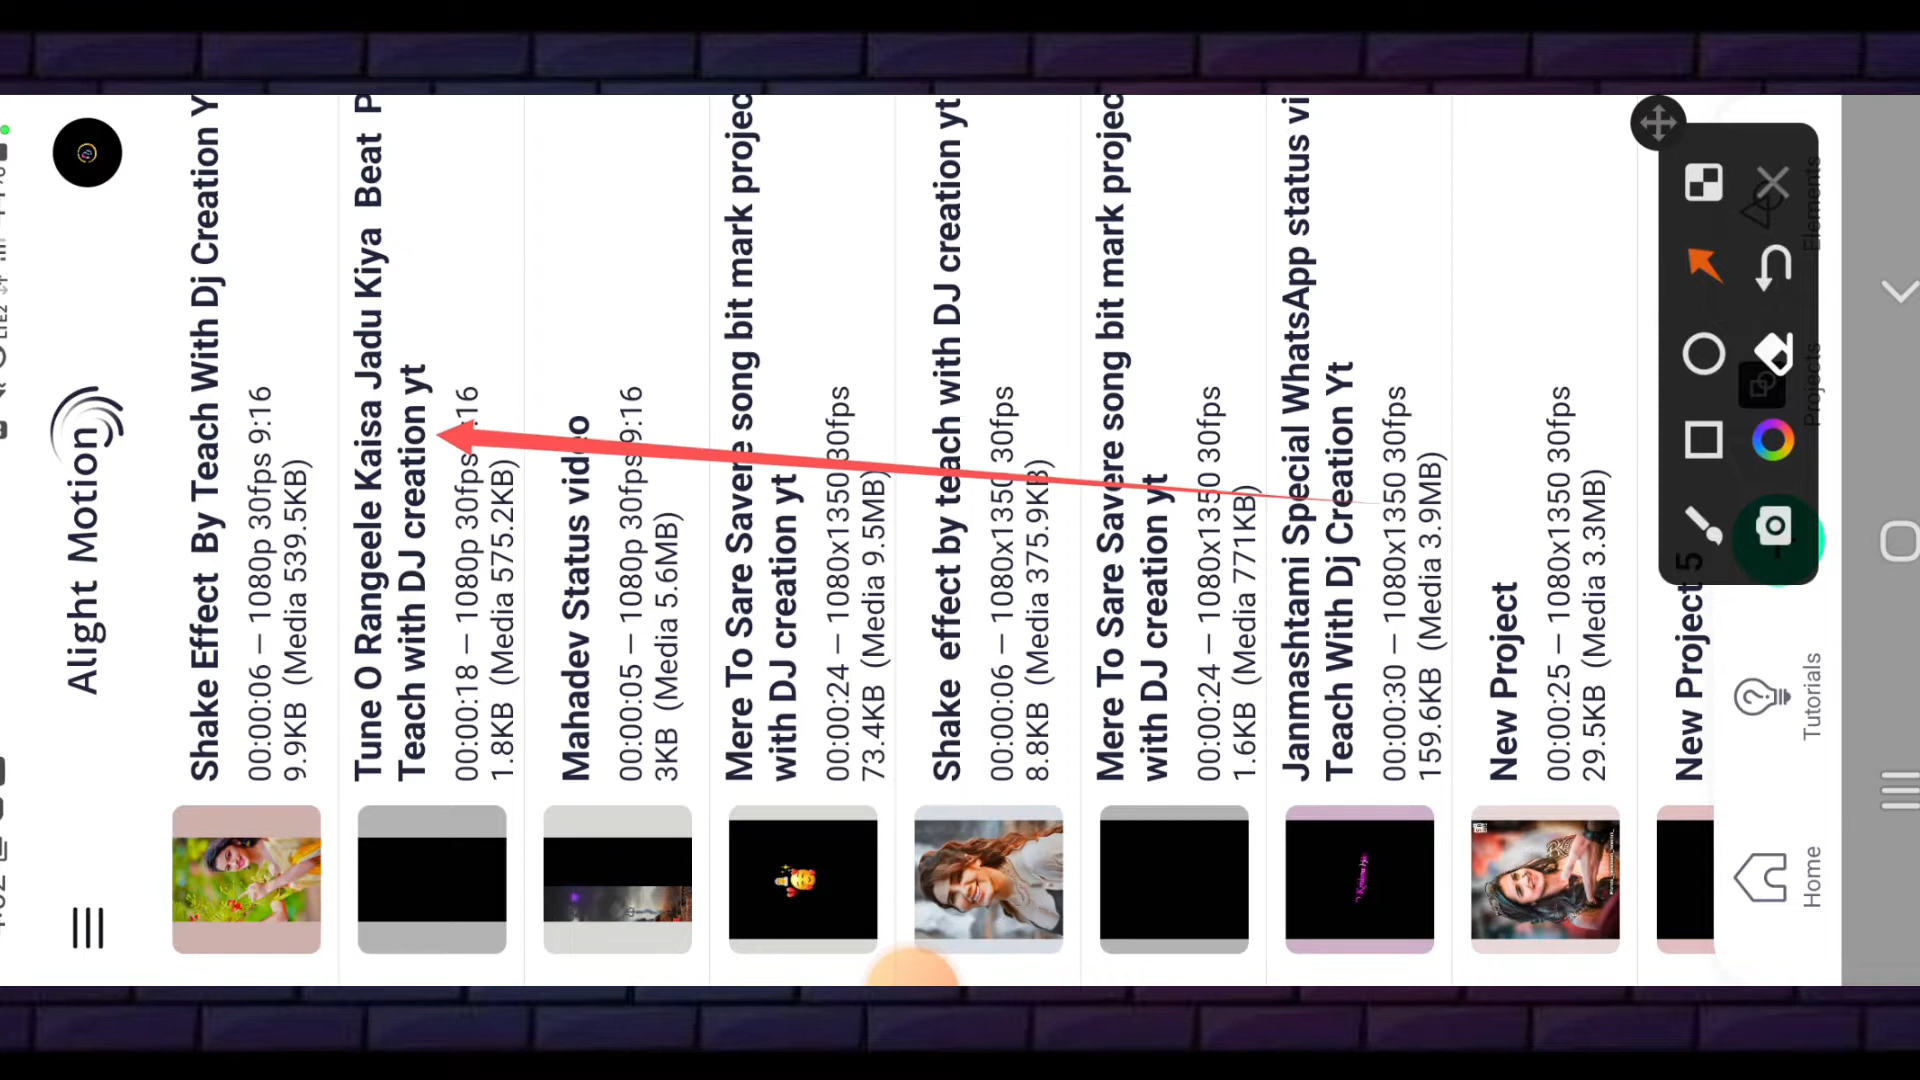 Alight Motion
Shake Effect  By Teach With Dj Creation Y
00:00:06 – 1080p 30fps 9:16
9.9KB (Media 539.5KB)
Tune O Rangeele Kaisa Jadu Kiya  Beat  P
Teach with DJ creation yt
00:00:18 – 1080p 30fps 9:16
1.8KB (Media 575.2KB)
Mahadev Status video
00:00:05 – 1080p 30fps 9:16
3KB (Media 5.6MB)
Mere To Sare Savere song bit mark projec
with DJ creation yt
00:00:24 – 1080x1350 30fps
73.4KB (Media 9.5MB)
Shake  effect by teach with DJ creation yt
00:00:06 – 1080x1350 30fps
8.8KB (Media 375.9KB)
Mere To Sare Savere song bit mark projec
with DJ creation yt
00:00:24 – 1080x1350 30fps
1.6KB (Media 771KB)
Janmashtami Special WhatsApp status vi
Teach With Dj Creation Yt
00:00:30 – 1080x1350 30fps
159.6KB (Media 3.9MB)
New Project
00:00:25 – 1080x1350 30fps
29.5KB (Media 3.3MB)
New Project 5
Home
Tutorials
Projects
Elements